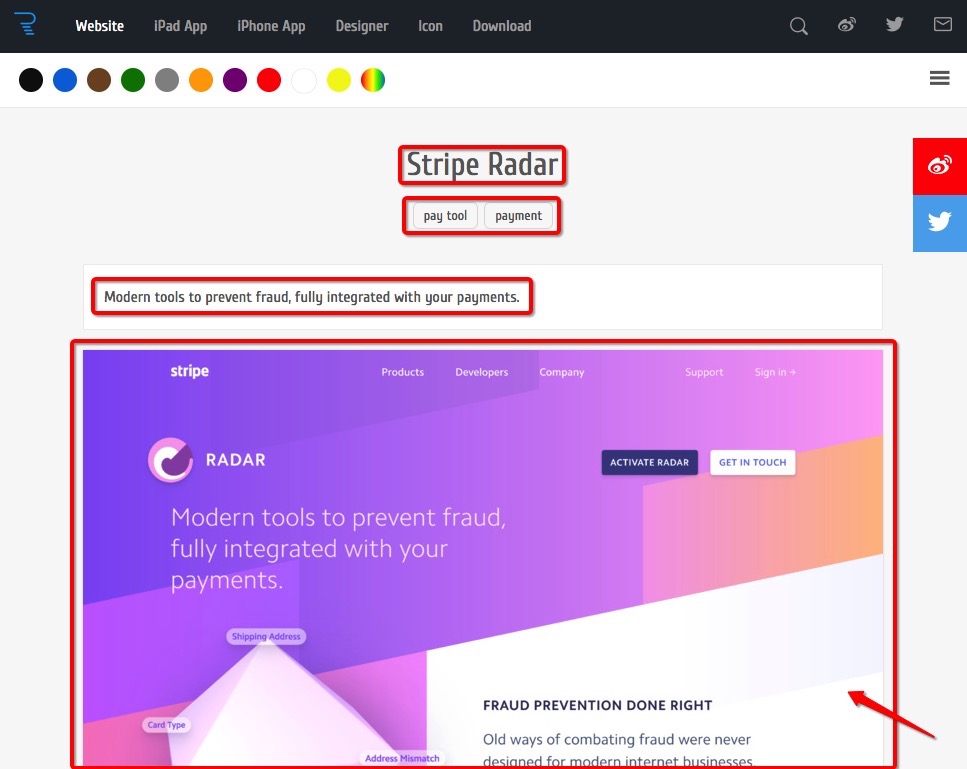 Website iPad App iPhone App Designer Icon Download
Stripe Radar
pay tool payment
Modern tools to prevent fraud, fully integrated with your payments.
stripe Products Developers Company Support Sign in →
RADAR ACTIVATE RADAR GET IN TOUCH
Modern tools to prevent fraud,
fully integrated with your
payments.
Shipping Address
Card Type
Address Mismatch
FRAUD PREVENTION DONE RIGHT
Old ways of combating fraud were never
designed for modern internet businesses.